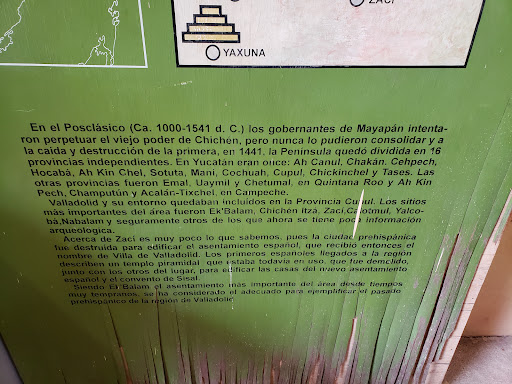 ZACI
YAXUNA
En el Posclásico (Ca. 1000-1541 d. C.) los gobernantes de Mayapán intenta-
ron perpetuar el viejo poder de Chichen, pero nunca lo pudieron consolidar y a
la caída y destrucción de la primera, en 1441, la Península quedó dividida en 16
provincias independientes. En Yucatán eran once: Ah Canul, Chakán, Cehpech,
Hocabá, Ah Kin Chel, Sotuta, Maní, Cochuah, Cupul, Chickinchel y Tases. Las
otras provincias fueron Emal, Uaymil y Chetumal, en Quintana Roo y Ah Kin
Pech, Champutún y Acalán-Tixchel, en Campeche.
Valladolid y su entorno quedaban incluidos en la Provincia Cupul. Los sitios
más importantes del área fueron Ek'Balam, Chichén Itzá, Zací, Calotmul, Yalco-
bá, Nabalam y seguramente otros de los que ahora se tiene poca información
arqueológica.
Acerca de Zací es muy poco lo que sabemos, pues la ciudad prehispánica
fue destruida para edificar el asentamiento español, que recibió entonces el
nombre de Villa de Valladolid. Los primeros españoles llegados a la región
describen un templo piramidal que estaba todavía en uso, que fue demolido,
junto con los otros del lugar, para edificar las casas del nuevo asentamiento
español y el convento de Sisal.
Siendo Ek'Balam el asentamiento más importante del área desde tiempos
muy tempranos, se ha considerado el adecuado para ejemplificar el pasado
prehispánico de la región de Valladolid.